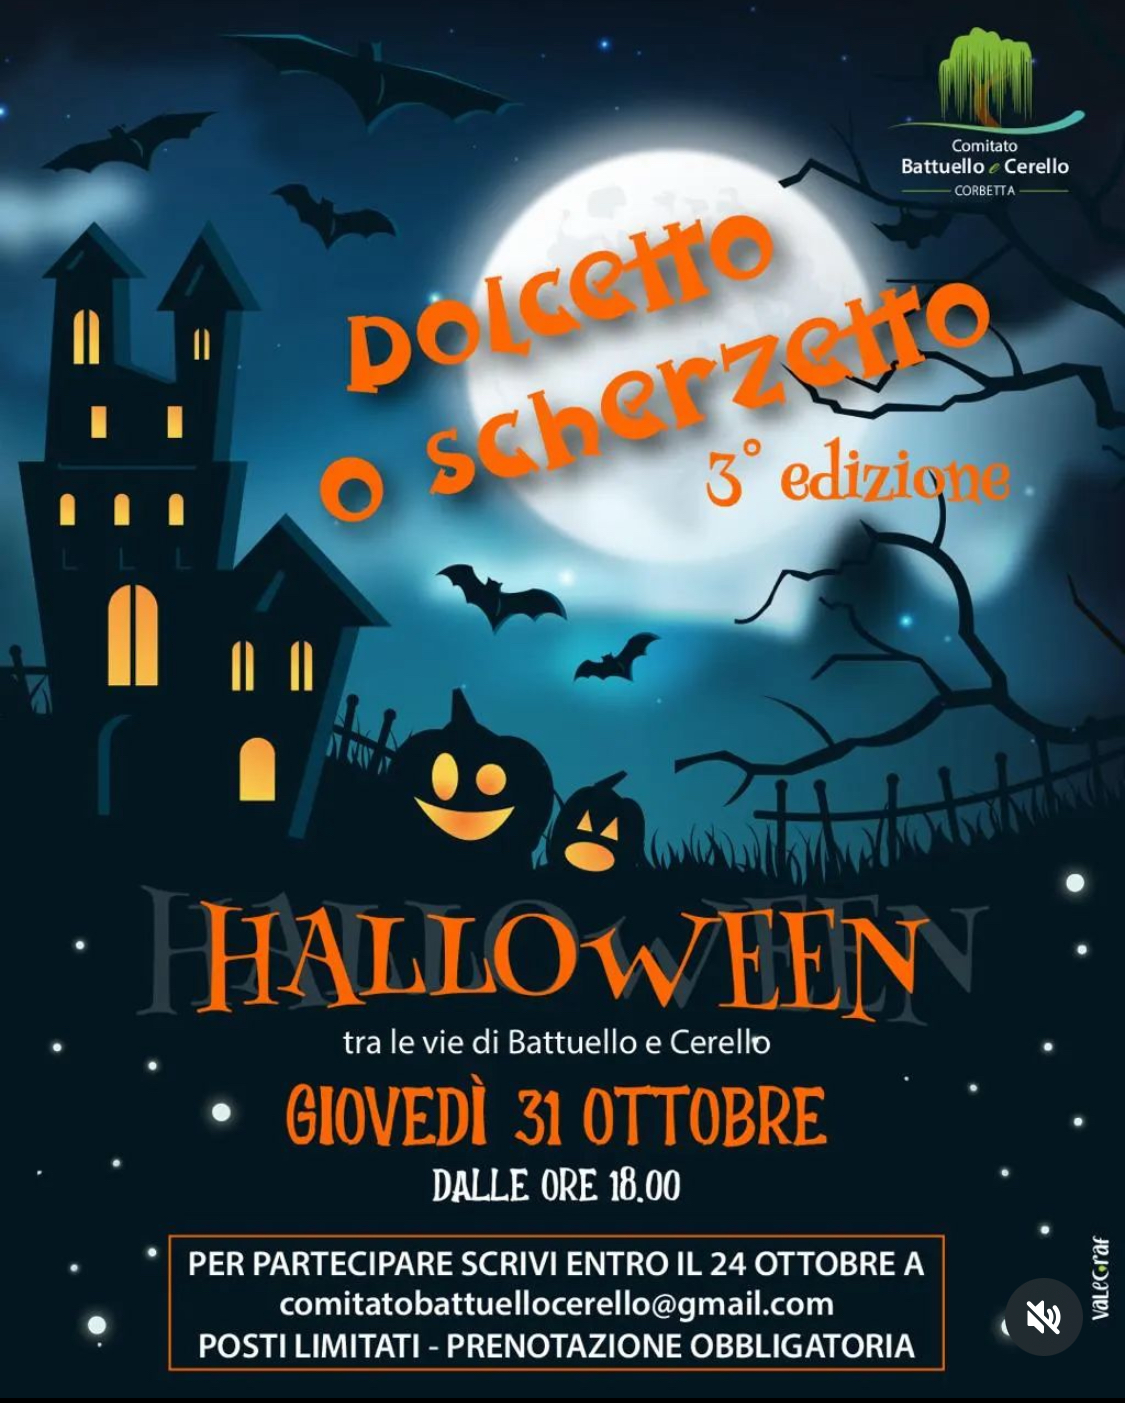 Comitato
Battuello e Cerello
CORBETTA
Dolcetto
o scherzetto
3° edizione
HALLOWEEN
tra le vie di Battuello e Cerello
GIOVEDÌ 31 OTTOBRE
DALLE ORE 18.00
PER PARTECIPARE SCRIVI ENTRO IL 24 OTTOBRE A
comitatobattuellocerello@gmail.com
POSTI LIMITATI - PRENOTAZIONE OBBLIGATORIA
valeGraf